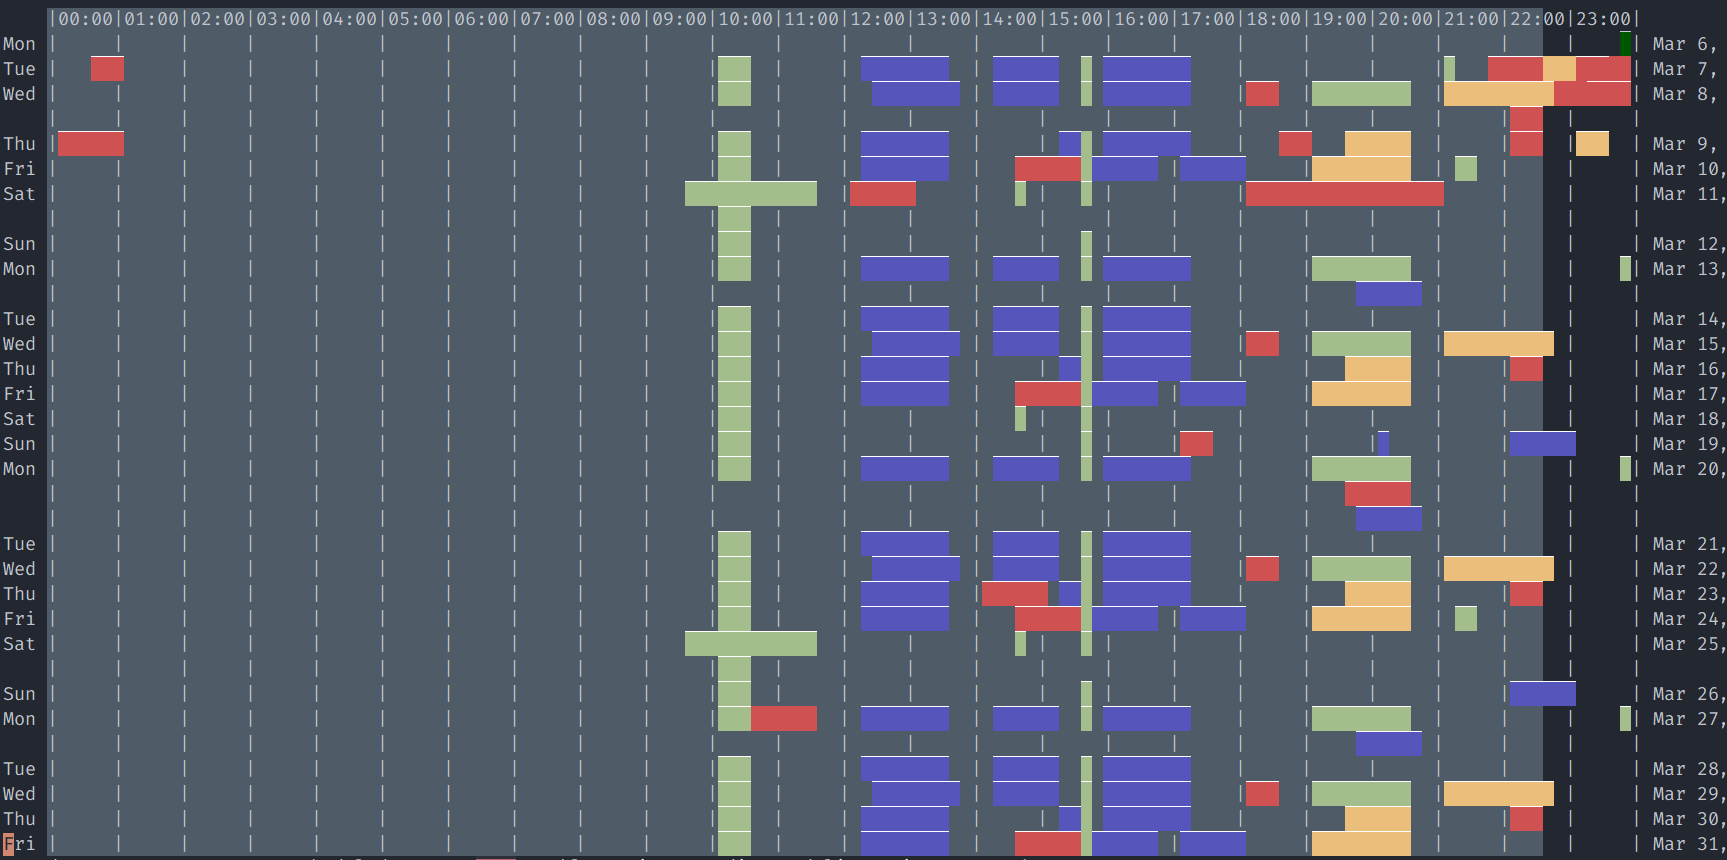 |00:00|01:00|02:00|03:00|04:00|05:00|06:00|07:00|08:00|09:00|10:00|11:00|12:00|13:00|14:00|15:00|16:00|17:00|18:00|19:00|20:00|21:00|22:00|23:00|
Mon Mar 6,
Tue Mar 7,
Wed Mar 8,
Thu Mar 9,
Fri Mar 10,
Sat Mar 11,
Sun Mar 12,
Mon Mar 13,
Tue Mar 14,
Wed Mar 15,
Thu Mar 16,
Fri Mar 17,
Sat Mar 18,
Sun Mar 19,
Mon Mar 20,
Tue Mar 21,
Wed Mar 22,
Thu Mar 23,
Fri Mar 24,
Sat Mar 25,
Sun Mar 26,
Mon Mar 27,
Tue Mar 28,
Wed Mar 29,
Thu Mar 30,
Fri Mar 31,